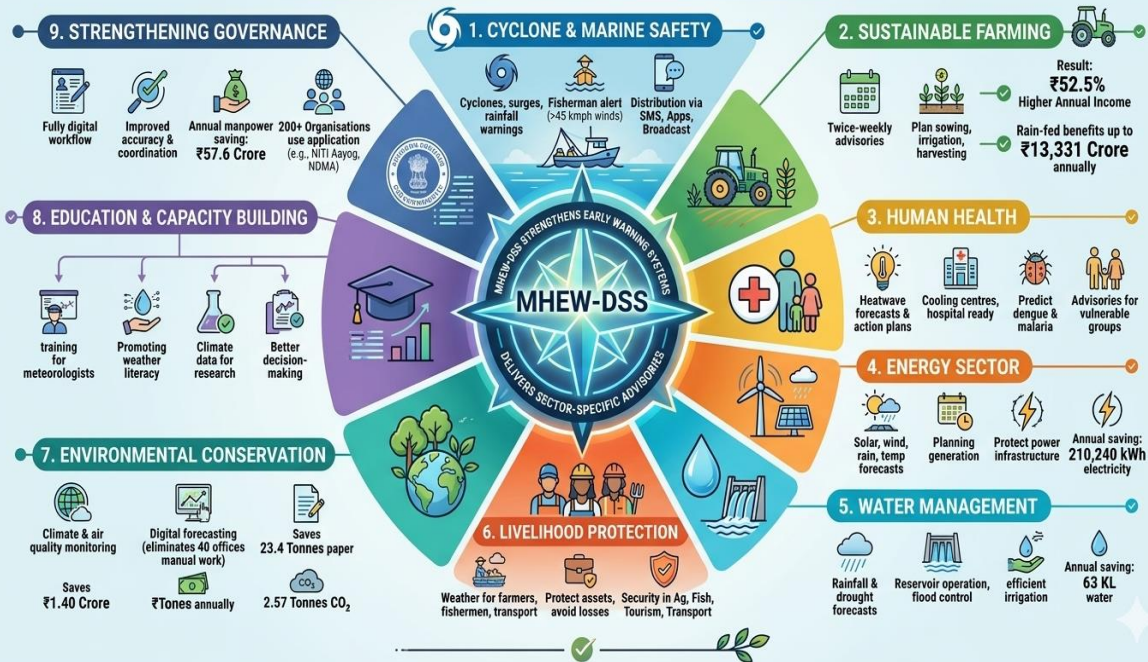 9. STRENGTHENING GOVERNANCE
Fully digital
workflow
Improved
accuracy &
coordination
Annual manpower
saving:
₹57.6 Crore
200+ Organisations
use application
(e.g., NITI Aayog,
NDMA)
1. CYCLONE & MARINE SAFETY
Cyclones, surges,
rainfall
warnings
Fisherman alert
(>45 kmph winds)
Distribution via
SMS, Apps,
Broadcast
2. SUSTAINABLE FARMING
Twice-weekly
advisories
Plan sowing,
irrigation,
harvesting
Result:
₹52.5%
Higher Annual Income
Rain-fed benefits up to
₹13,331 Crore
annually
8. EDUCATION & CAPACITY BUILDING
training
for
meteorologists
Promoting
weather
literacy
Climate
data for
research
Better
decision-
making
MHEW-DSS STRENGTHENS EARLY WARNING EYETEMS
MHEW-DSS
DELIVERS SECTOR-SPECIFIC ADVISORIES
3. HUMAN HEALTH
Heatwave
forecasts &
action plans
Cooling centres,
hospital ready
Predict
dengue &
malaria
Advisories for
vulnerable
groups
4. ENERGY SECTOR
Solar, wind,
rain, temp
forecasts
Planning
generation
Protect power
infrastructure
Annual saving:
210,240 kWh
electricity
7. ENVIRONMENTAL CONSERVATION
Climate & air
quality monitoring
Digital forecasting
(eliminates 40 offices
manual work)
Saves
23.4 Tonnes paper
Saves
₹1.40 Crore
₹Tones annually
CO₂
2.57 Tonnes CO₂
6. LIVELIHOOD PROTECTION
Weather for farmers,
fishermen, transport
Protect assets,
avoid losses
Security in Ag, Fish,
Tourism, Transport
5. WATER MANAGEMENT
Rainfall &
drought
forecasts
Reservoir operation,
flood control
efficient
irrigation
Annual saving:
63 KL
water